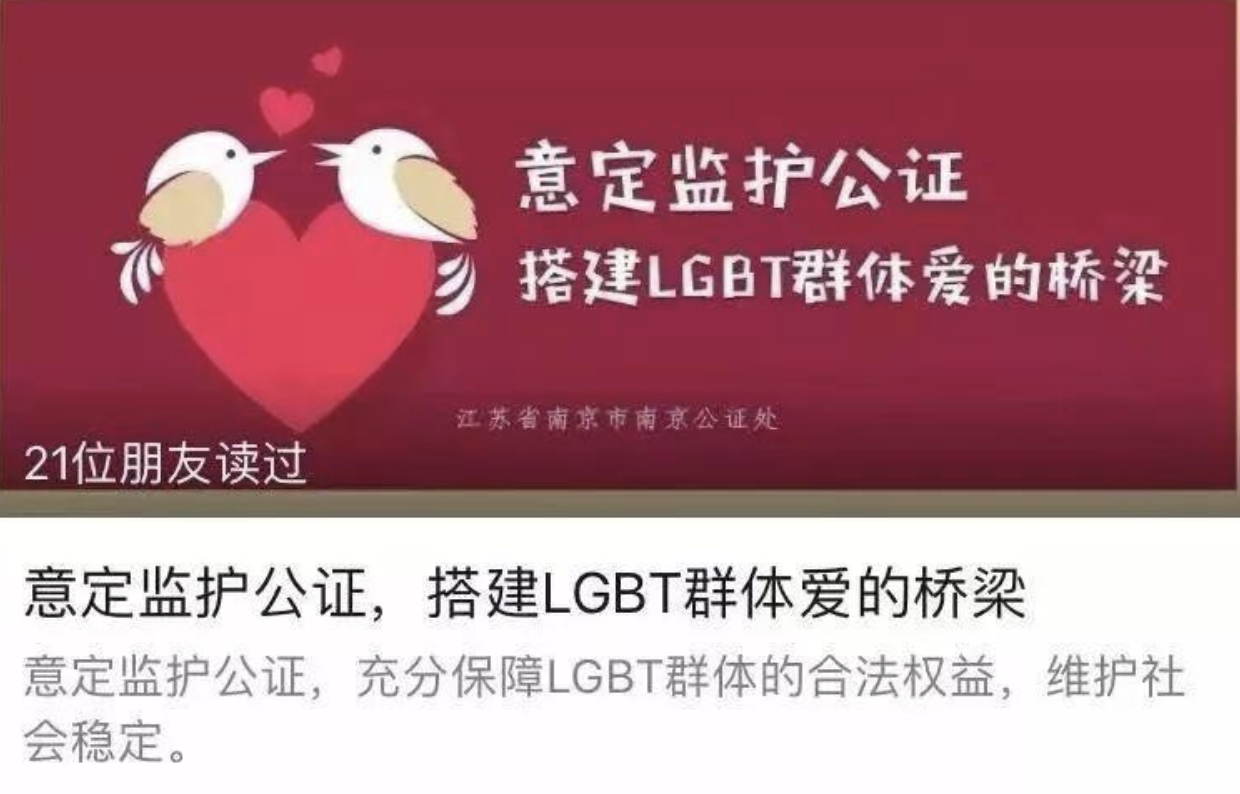 意定监护公证
搭建LGBT群体爱的桥梁
江苏省南京市南京公证处
21位朋友读过
意定监护公证，搭建LGBT群体爱的桥梁
意定监护公证，充分保障LGBT群体的合法权益，维护社
会稳定。